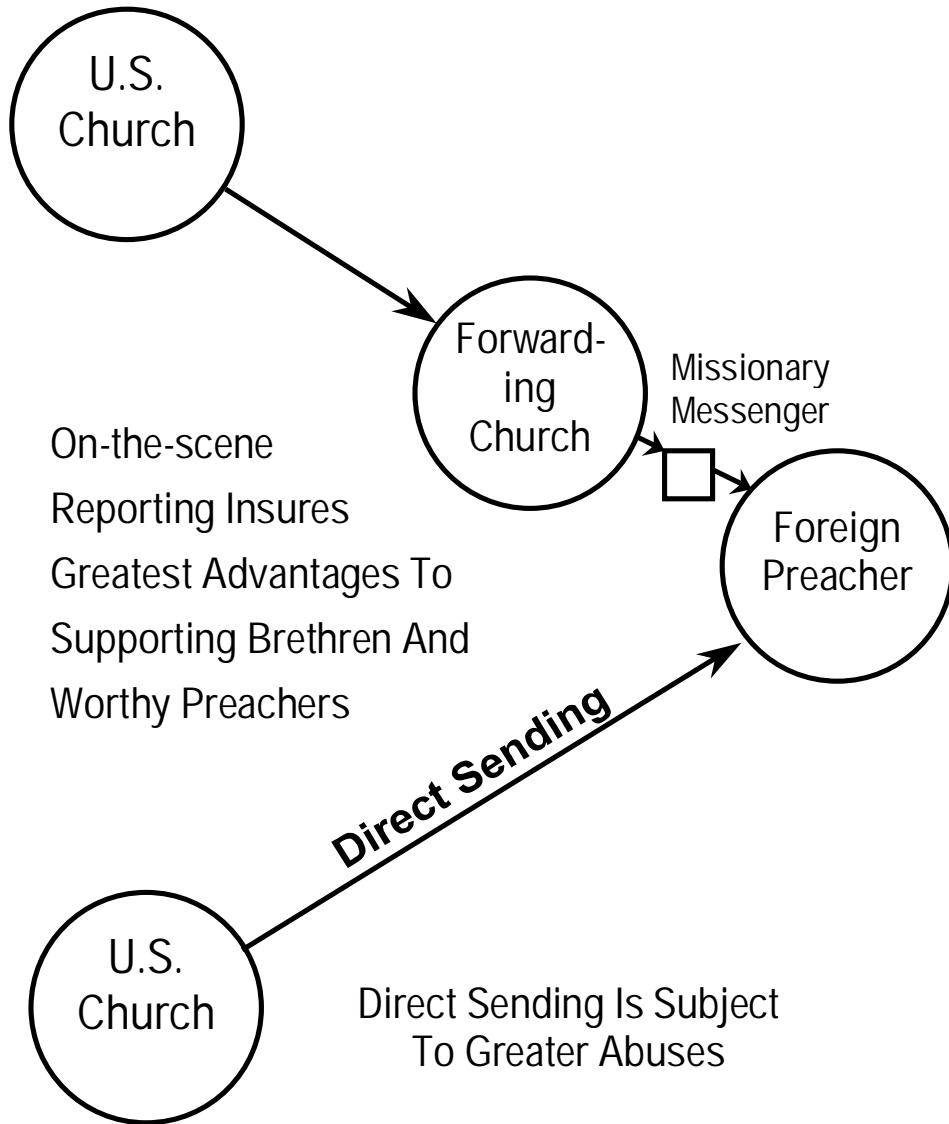 U.S.
Church
Forward-
ing
Church
Missionary
Messenger
Foreign
Preacher
On-the-scene
Reporting Insures
Greatest Advantages To
Supporting Brethren And
Worthy Preachers
Direct Sending
U.S.
Church
Direct Sending Is Subject
To Greater Abuses